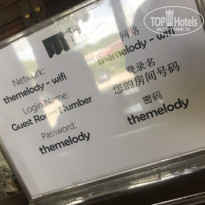 TOP Hotels
Network:
themelody - wifi
Login Name:
Guest Room Number
Password:
themelody
网名
themelody - wifi
登录名
您的房间号码
密码
themelody